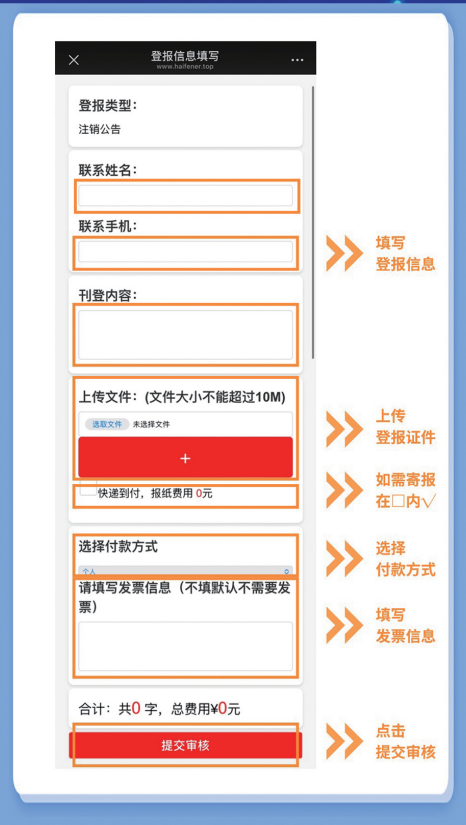 登报信息填写
www.haifener.top
登报类型：
注销公告
联系姓名：
联系手机：
填写
登报信息
刊登内容：
上传文件：(文件大小不能超过10M)
选取文件 未选择文件
+
上传
登报证件
快递到付，报纸费用 0元
如需寄报
在□内√
选择付款方式
个人
选择
付款方式
请填写发票信息（不填默认不需要发
票）
填写
发票信息
合计：共0 字，总费用¥0元
提交审核
点击
提交审核